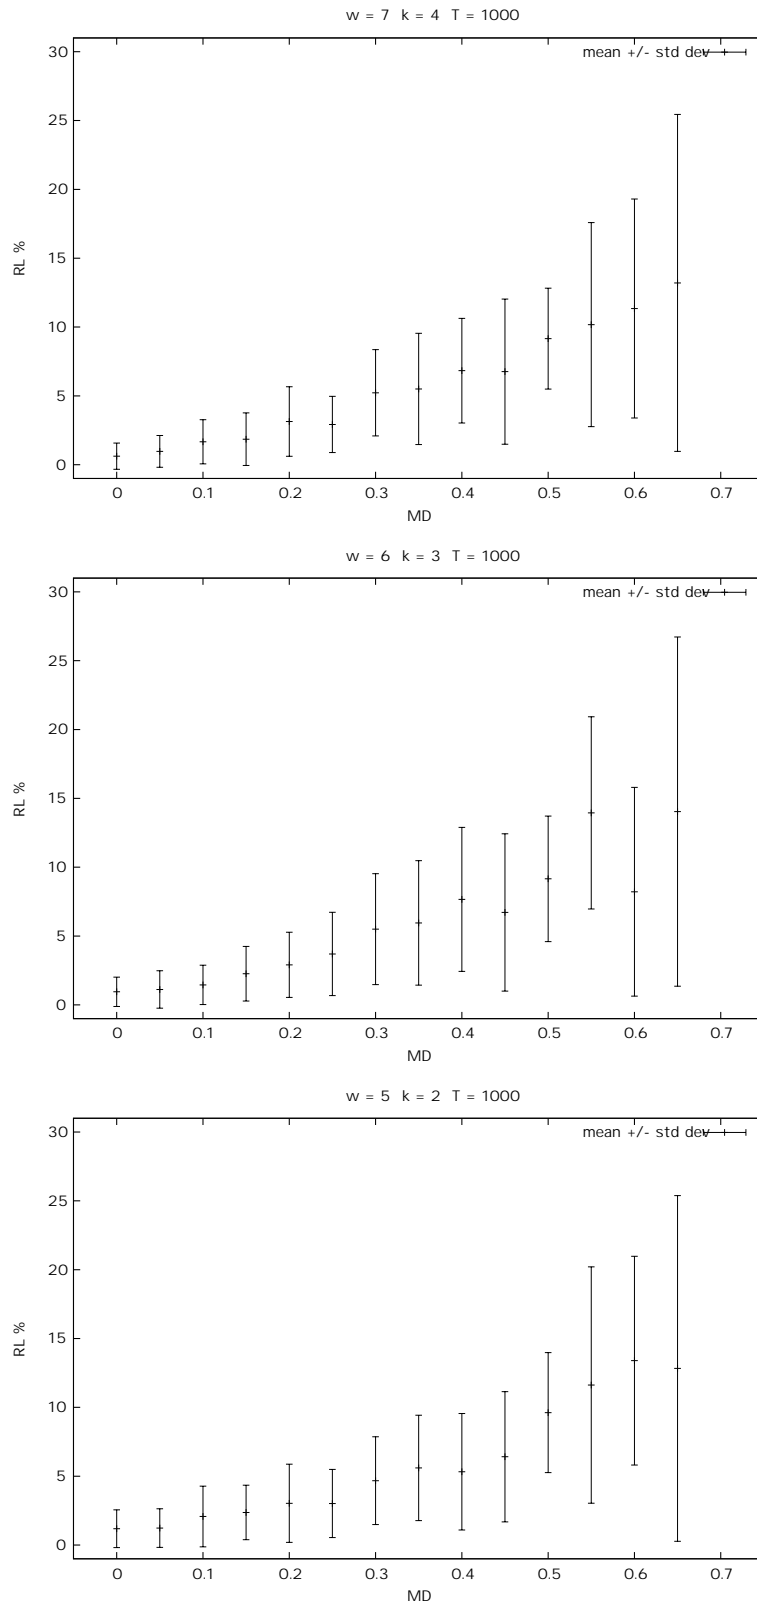 w = 7 k = 4 T = 1000
30
mean +/- std dev
25
20
RL %
15
10
5
0
0 0.1 0.2 0.3 0.4 0.5 0.6 0.7
MD
w = 6 k = 3 T = 1000
30
mean +/- std dev
25
20
RL %
15
10
5
0
0 0.1 0.2 0.3 0.4 0.5 0.6 0.7
MD
w = 5 k = 2 T = 1000
30
mean +/- std dev
25
20
RL %
15
10
5
0
0 0.1 0.2 0.3 0.4 0.5 0.6 0.7
MD